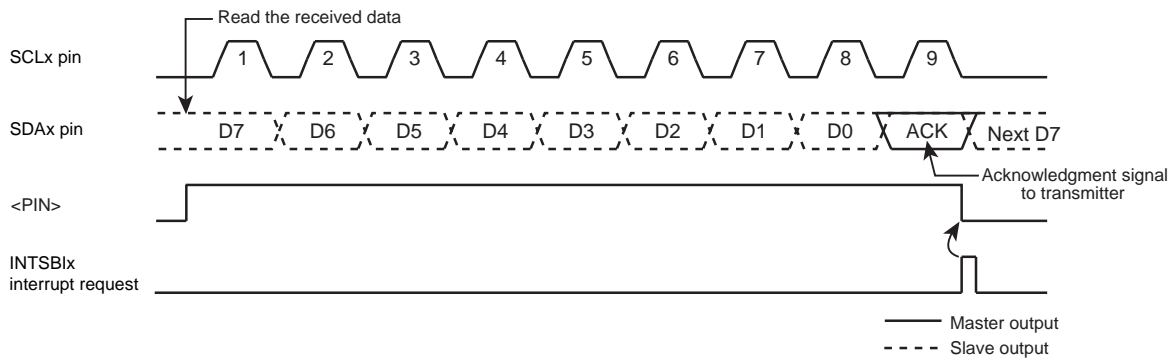 Read the received data
SCLx pin
1 2 3 4 5 6 7 8 9
SDAx pin
D7 D6 D5 D4 D3 D2 D1 D0 ACK Next D7
Acknowledgment signal
to transmitter
<PIN>
INTSBIx
interrupt request
Master output
Slave output